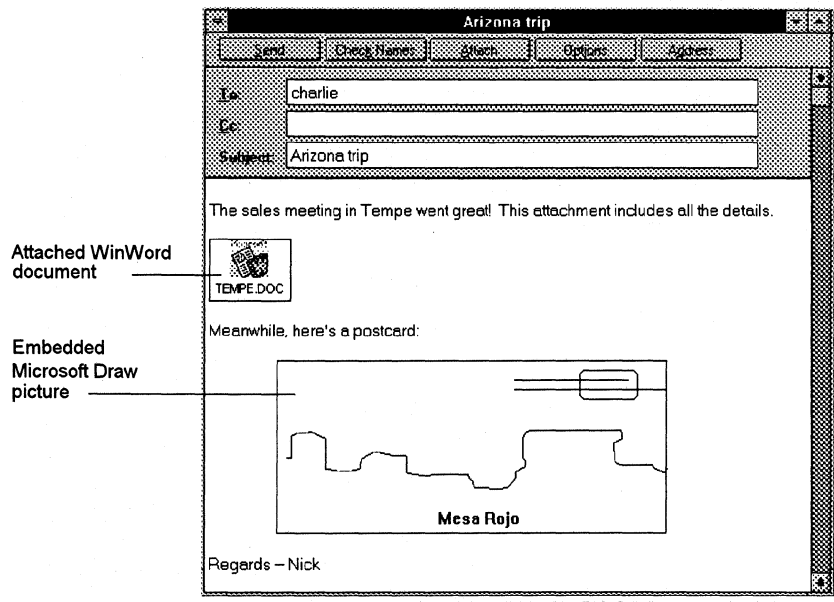 Arizona trip
Send Check Names Attach Options Address
To: charlie
Cc:
Subject: Arizona trip
The sales meeting in Tempe went great! This attachment includes all the details.
Attached WinWord
document
TEMPE.DOC
Meanwhile, here's a postcard:
Embedded
Microsoft Draw
picture
Mesa Rojo
Regards – Nick